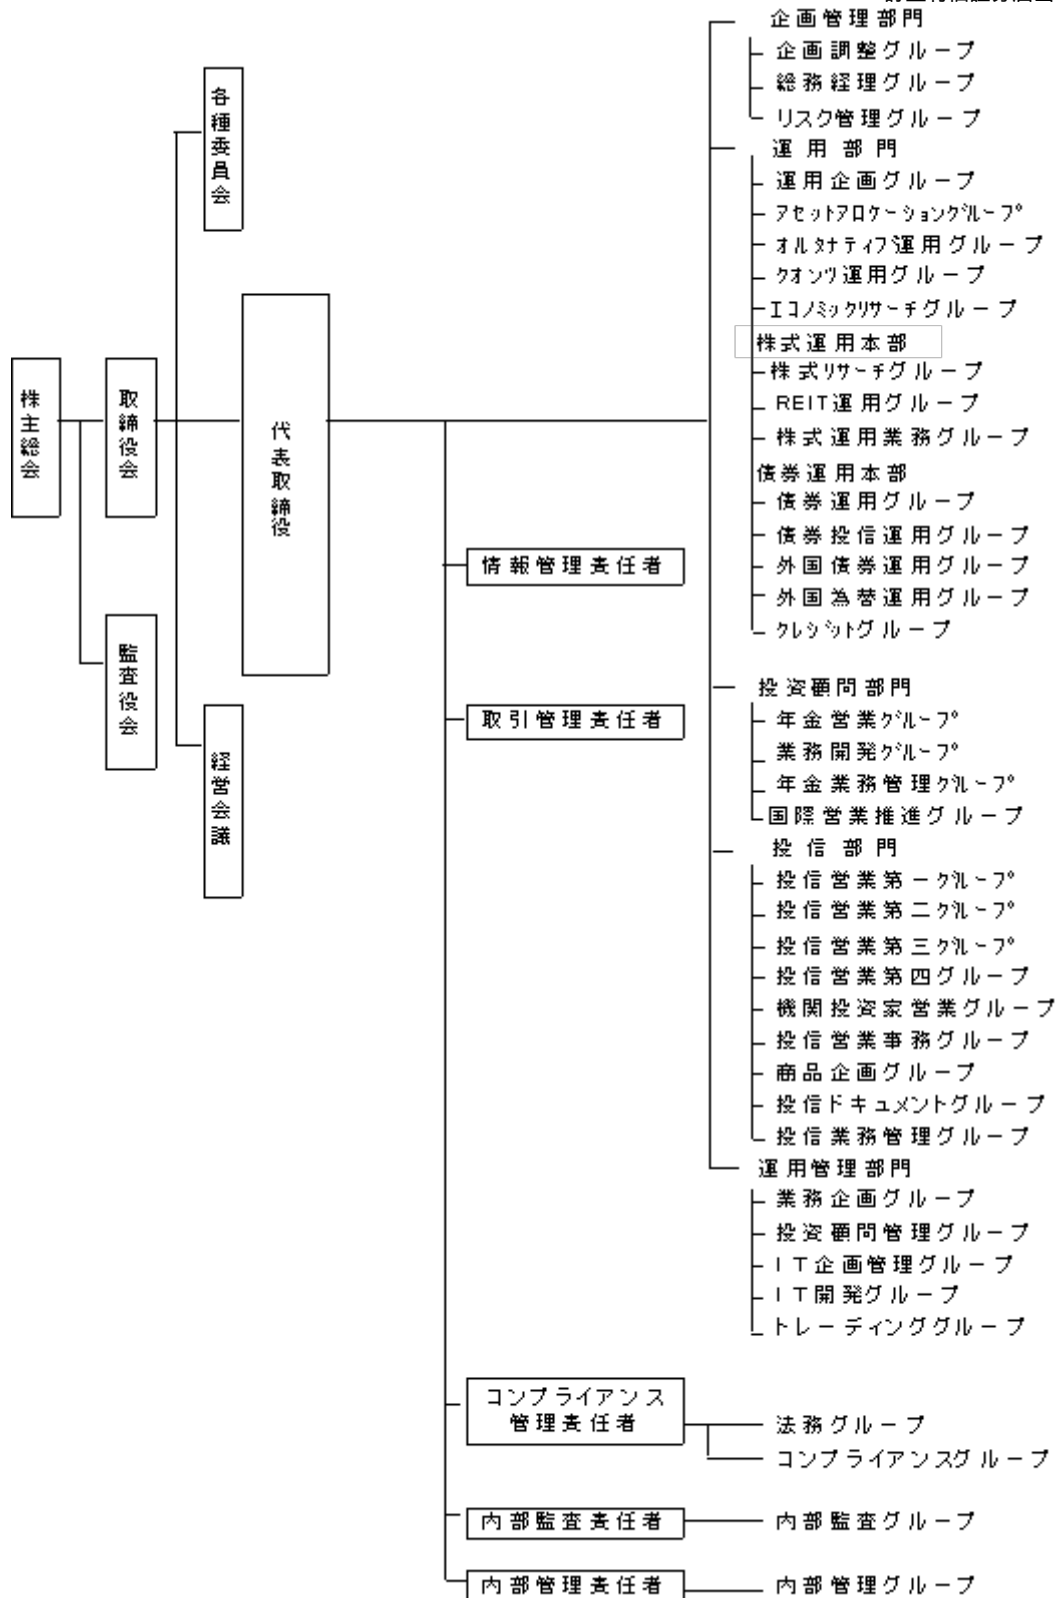 企画管理部門
企画調整グループ
総務経理グループ
リスク管理グループ
運用部門
運用企画グループ
アセットアロケーショングループ
オルタナティブ運用グループ
クオンツ運用グループ
エコノミックリサーチグループ
株式運用本部
株式リサーチグループ
REIT運用グループ
株式運用業務グループ
債券運用本部
債券運用グループ
債券投信運用グループ
外国債券運用グループ
外国為替運用グループ
クレジットグループ
投資顧問部門
年金営業グループ
業務開発グループ
年金業務管理グループ
国際営業推進グループ
投信部門
投信営業第一グループ
投信営業第二グループ
投信営業第三グループ
投信営業第四グループ
機関投資家営業グループ
投信営業事務グループ
商品企画グループ
投信ドキュメントグループ
投信業務管理グループ
運用管理部門
業務企画グループ
投資顧問管理グループ
IT企画管理グループ
IT開発グループ
トレーディンググループ
株主総会
取締役会
監査役会
各種委員会
経営会議
代表取締役
情報管理責任者
取引管理責任者
コンプライアンス
管理責任者
法務グループ
コンプライアンスグループ
内部監査責任者
内部監査グループ
内部管理責任者
内部管理グループ